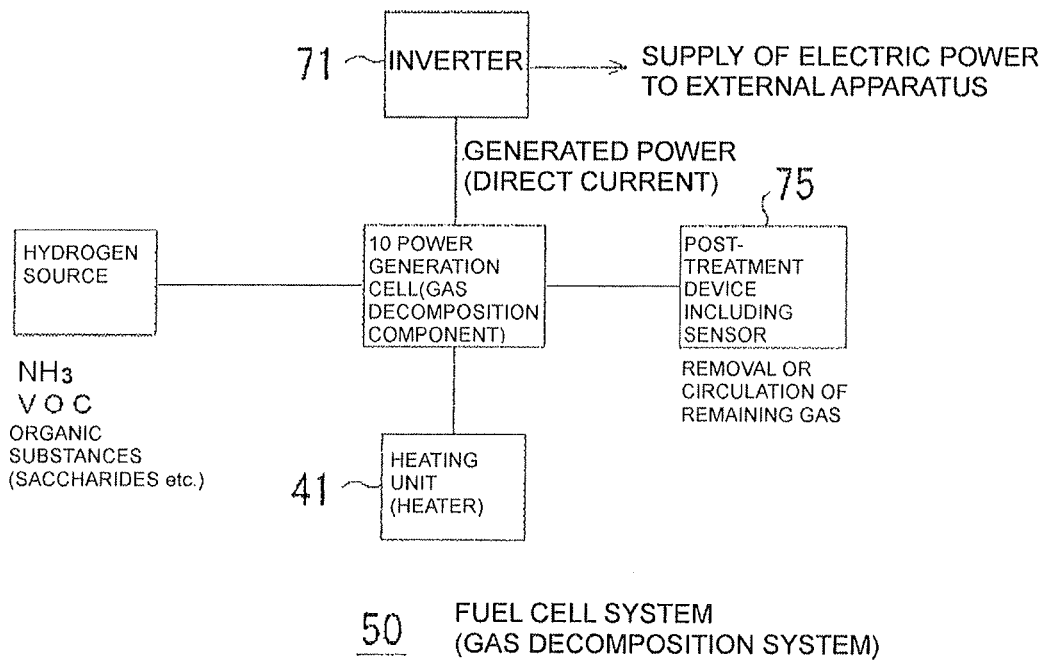 71
INVERTER
SUPPLY OF ELECTRIC POWER
TO EXTERNAL APPARATUS
GENERATED POWER
(DIRECT CURRENT)
75
HYDROGEN
SOURCE
10 POWER
GENERATION
CELL(GAS
DECOMPOSITION
COMPONENT)
POST-
TREATMENT
DEVICE
INCLUDING
SENSOR
NH₃
V O C
ORGANIC
SUBSTANCES
(SACCHARIDES etc.)
REMOVAL OR
CIRCULATION OF
REMAINING GAS
41
HEATING
UNIT
(HEATER)
50
FUEL CELL SYSTEM
(GAS DECOMPOSITION SYSTEM)